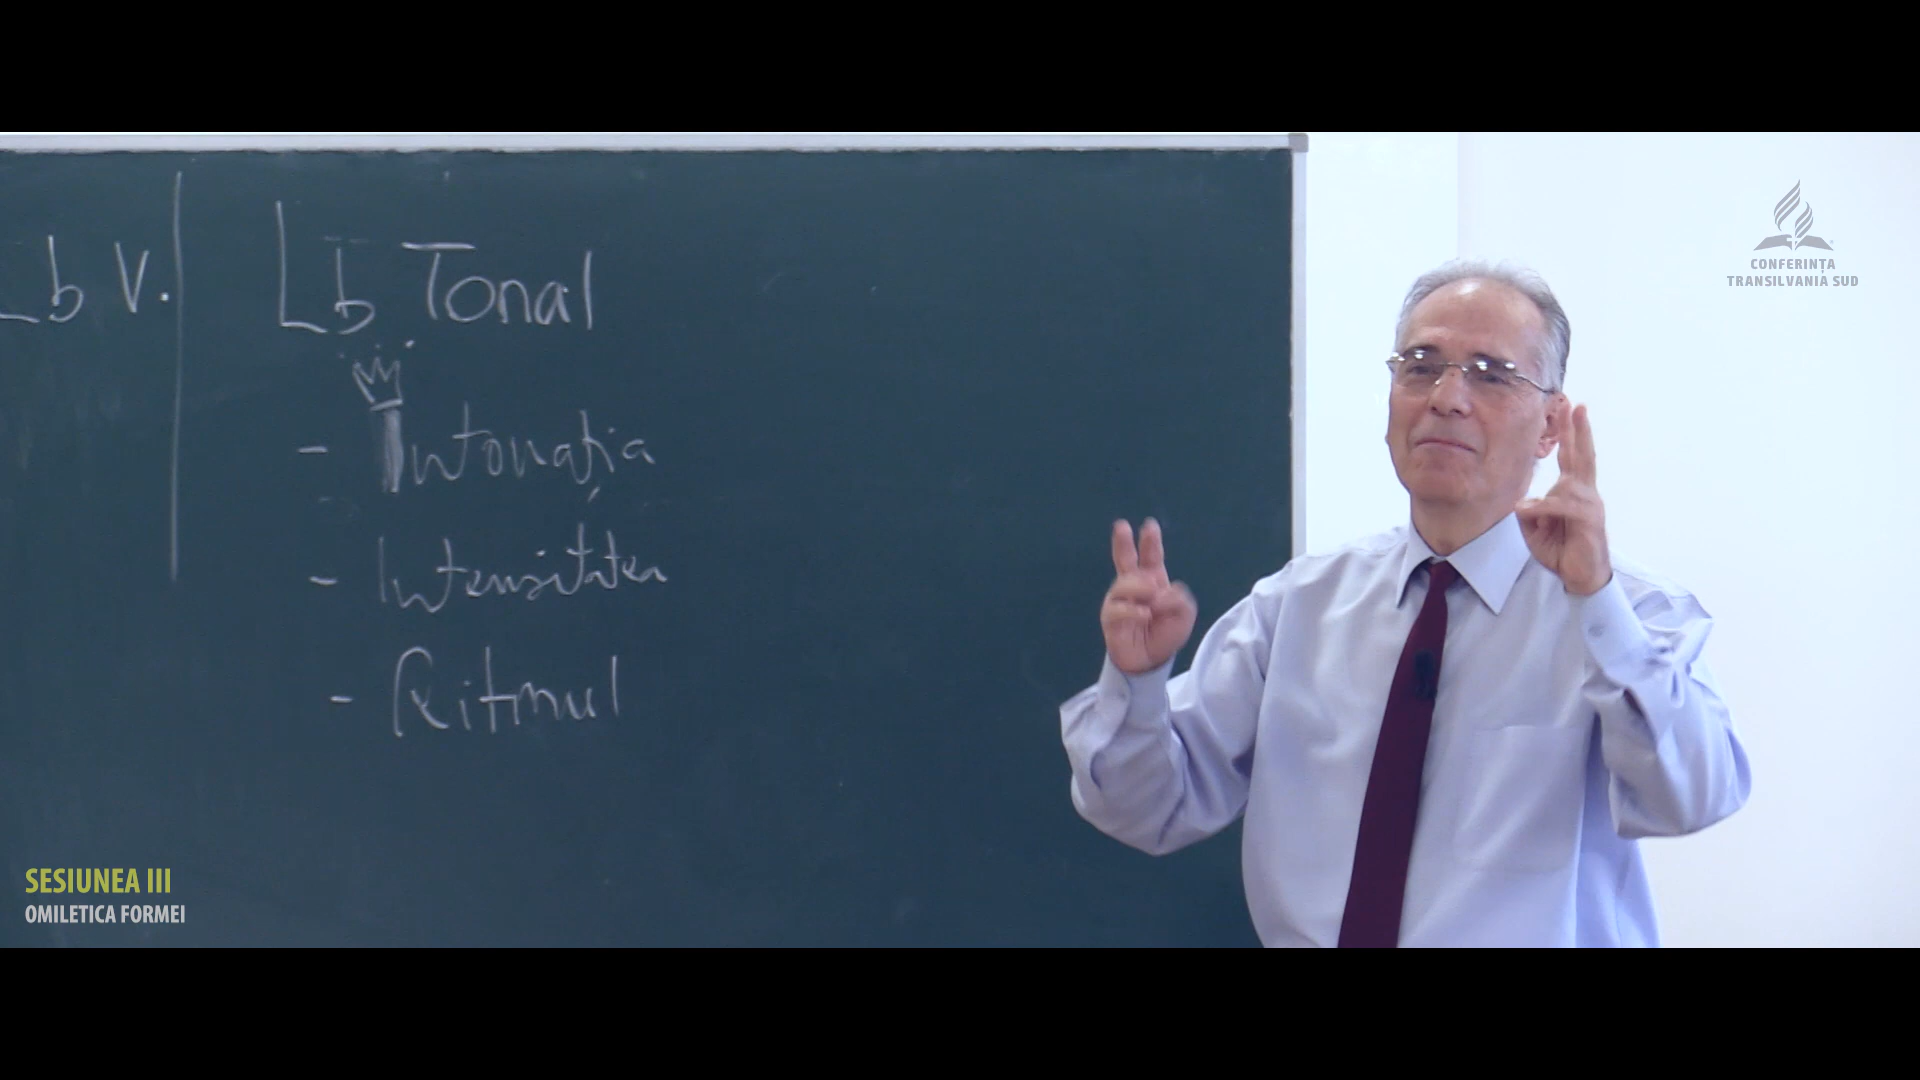 Lb V.
Lb Tonal
- Intonația
- Intensitatea
- Ritmul
CONFERINȚA
TRANSILVANIA SUD
SESIUNEA III
OMILETICA FORMEI